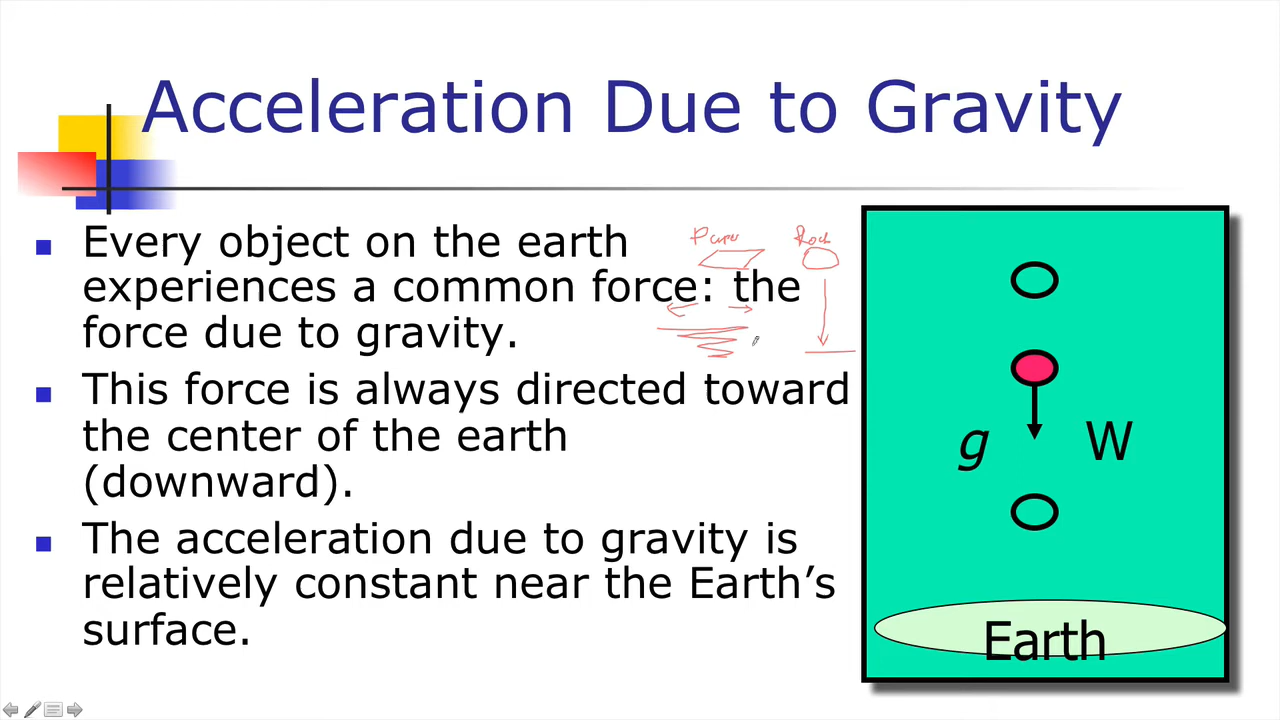 Acceleration Due to Gravity
Paper Rock
Every object on the earth
experiences a common force: the
force due to gravity.
This force is always directed toward
the center of the earth
(downward).
The acceleration due to gravity is
relatively constant near the Earth’s
surface.
g W
Earth